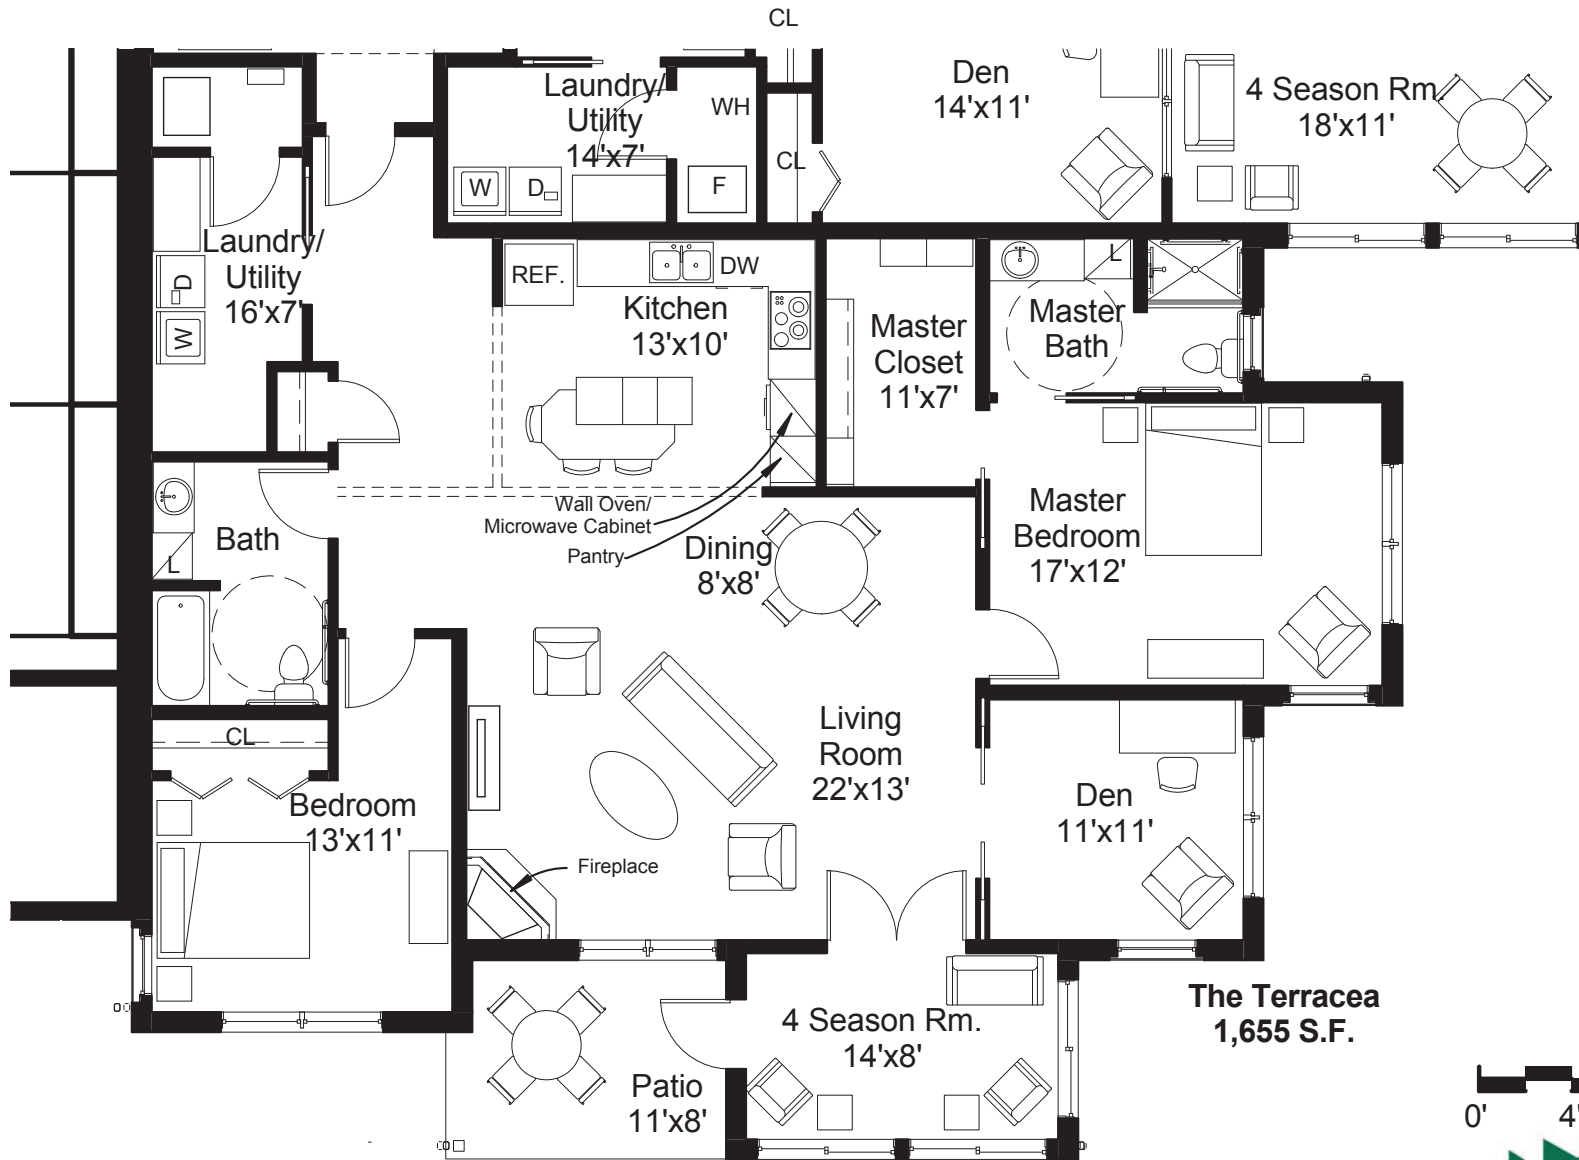 CL
Laundry/
Utility
14'x7'
WH
W
D
F
CL
Den
14'x11'
4 Season Rm.
18'x11'
Laundry/
Utility
16'x7'
D
W
REF.
DW
Kitchen
13'x10'
Master
Closet
11'x7'
L
Master
Bath
Wall Oven/
Microwave Cabinet
Pantry
Dining
8'x8'
Master
Bedroom
17'x12'
Bath
L
CL
Bedroom
13'x11'
Living
Room
22'x13'
Fireplace
Den
11'x11'
4 Season Rm.
14'x8'
Patio
11'x8'
The Terracea
1,655 S.F.
0'
4'